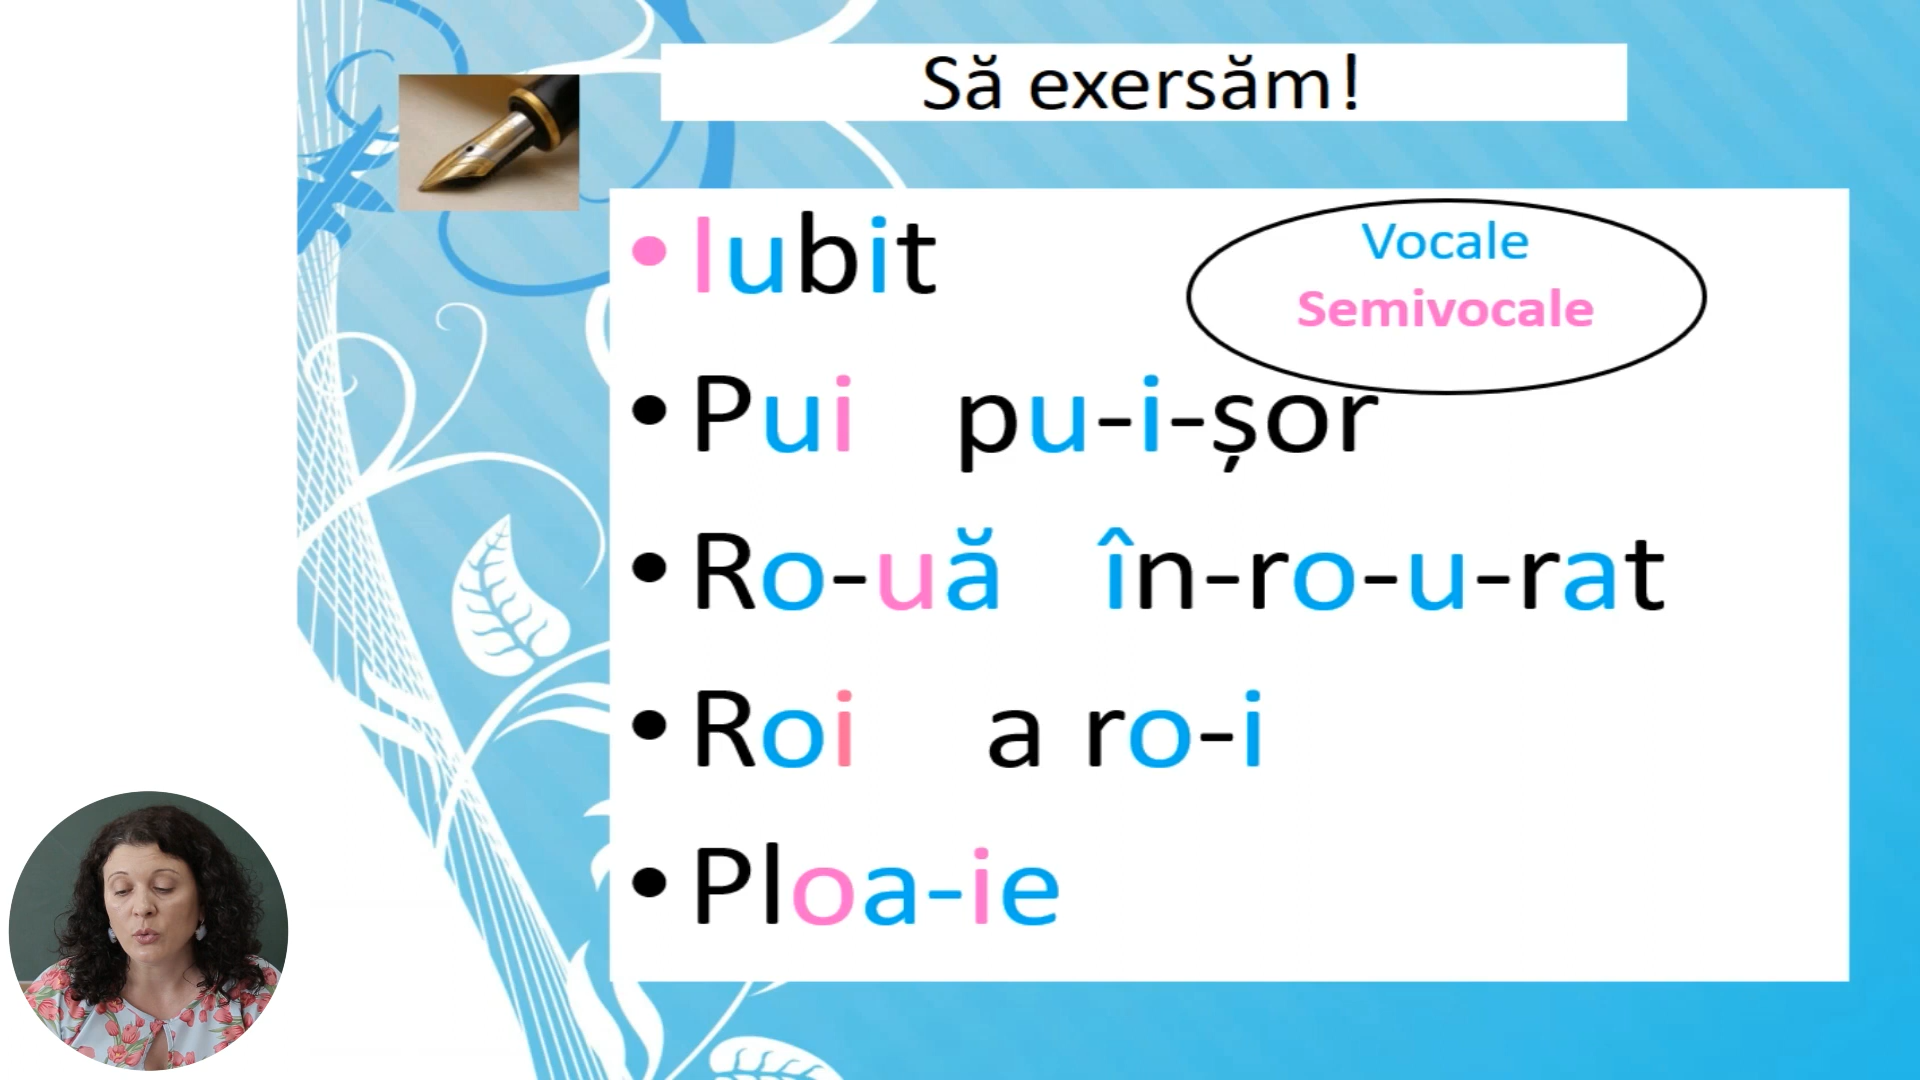 Să exersăm!
Vocale
Semivocale
• Iubit
• Pui pu-i-șor
• Ro-uă în-ro-u-rat
• Roi a ro-i
• Ploa-ie